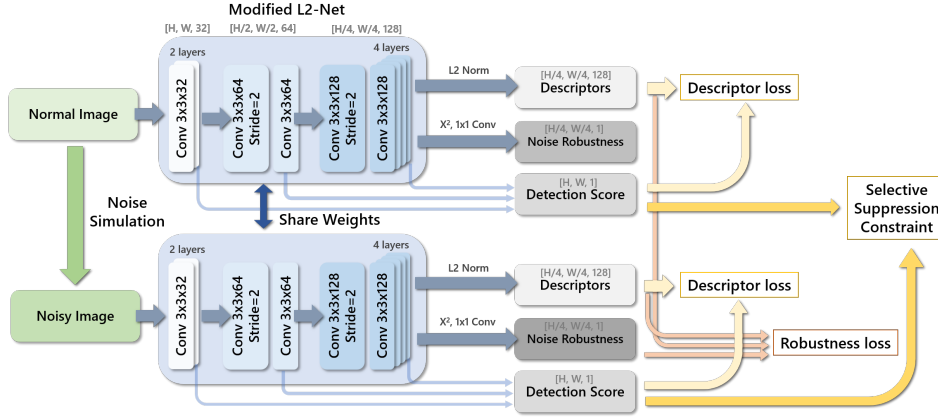 Modified L2-Net
[H, W, 32]
[H/2, W/2, 64]
[H/4, W/4, 128]
2 layers
4 layers
Normal Image
Conv 3x3x32
Conv 3x3x64
Stride=2
Conv 3x3x64
Conv 3x3x128
Stride=2
Conv 3x3x128
L2 Norm
X², 1x1 Conv
[H/4, W/4, 128]
Descriptors
[H/4, W/4, 1]
Noise Robustness
[H, W, 1]
Detection Score
Descriptor loss
Noise
Simulation
Share Weights
Selective
Suppression
Constraint
2 layers
4 layers
Noisy Image
Conv 3x3x32
Conv 3x3x64
Stride=2
Conv 3x3x64
Conv 3x3x128
Stride=2
Conv 3x3x128
L2 Norm
X², 1x1 Conv
[H/4, W/4, 128]
Descriptors
[H/4, W/4, 1]
Noise Robustness
[H, W, 1]
Detection Score
Descriptor loss
Robustness loss